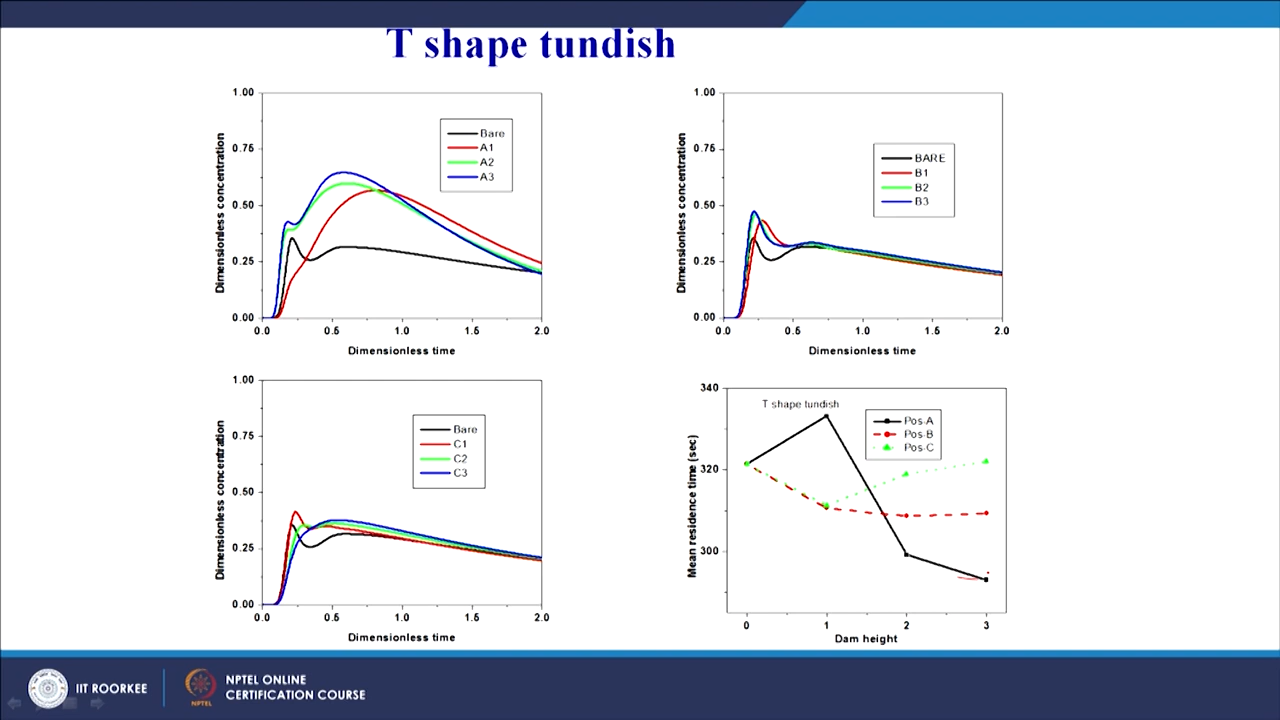 T shape tundish
1.00
0.75
0.50
0.25
0.00
Dimensionless concentration
Bare
A1
A2
A3
0.0 0.5 1.0 1.5 2.0
Dimensionless time
1.00
0.75
0.50
0.25
0.00
Dimensionless concentration
BARE
B1
B2
B3
0.0 0.5 1.0 1.5 2.0
Dimensionless time
1.00
0.75
0.50
0.25
0.00
Dimensionless concentration
Bare
C1
C2
C3
0.0 0.5 1.0 1.5 2.0
Dimensionless time
340
320
300
Mean residence time (sec)
T shape tundish
Pos-A
Pos-B
Pos-C
0 1 2 3
Dam height
IIT ROORKEE
NPTEL
NPTEL ONLINE
CERTIFICATION COURSE